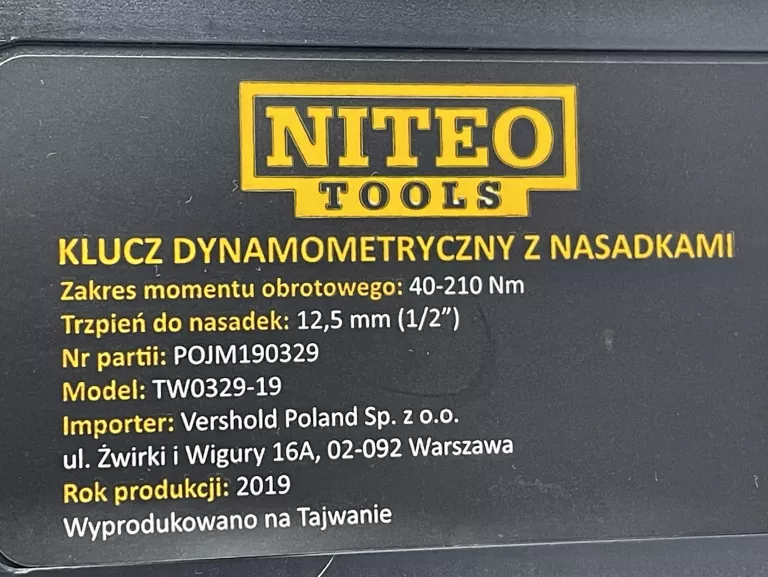 NITEO
TOOLS
KLUCZ DYNAMOMETRYCZNY Z NASADKAMI
Zakres momentu obrotowego: 40-210 Nm
Trzpień do nasadek: 12,5 mm (1/2”)
Nr partii: POJM190329
Model: TW0329-19
Importer: Vershold Poland Sp. z o.o.
ul. Żwirki i Wigury 16A, 02-092 Warszawa
Rok produkcji: 2019
Wyprodukowano na Tajwanie